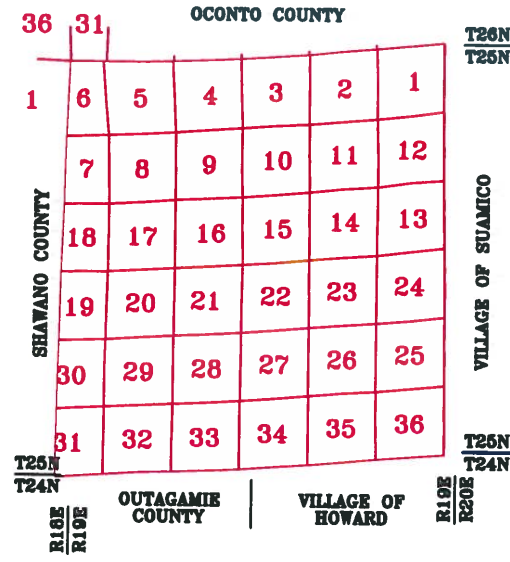 OCONTO COUNTY
36 31
T26N
T25N
1 6 5 4 3 2 1
7 8 9 10 11 12
18 17 16 15 14 13
19 20 21 22 23 24
30 29 28 27 26 25
31 32 33 34 35 36
SHAWANO COUNTY
VILLAGE OF SUAMICO
T25N
T24N
T25N
T24N
R18E
R19E
OUTAGAMIE
COUNTY
VILLAGE OF
HOWARD
R19E
R20E